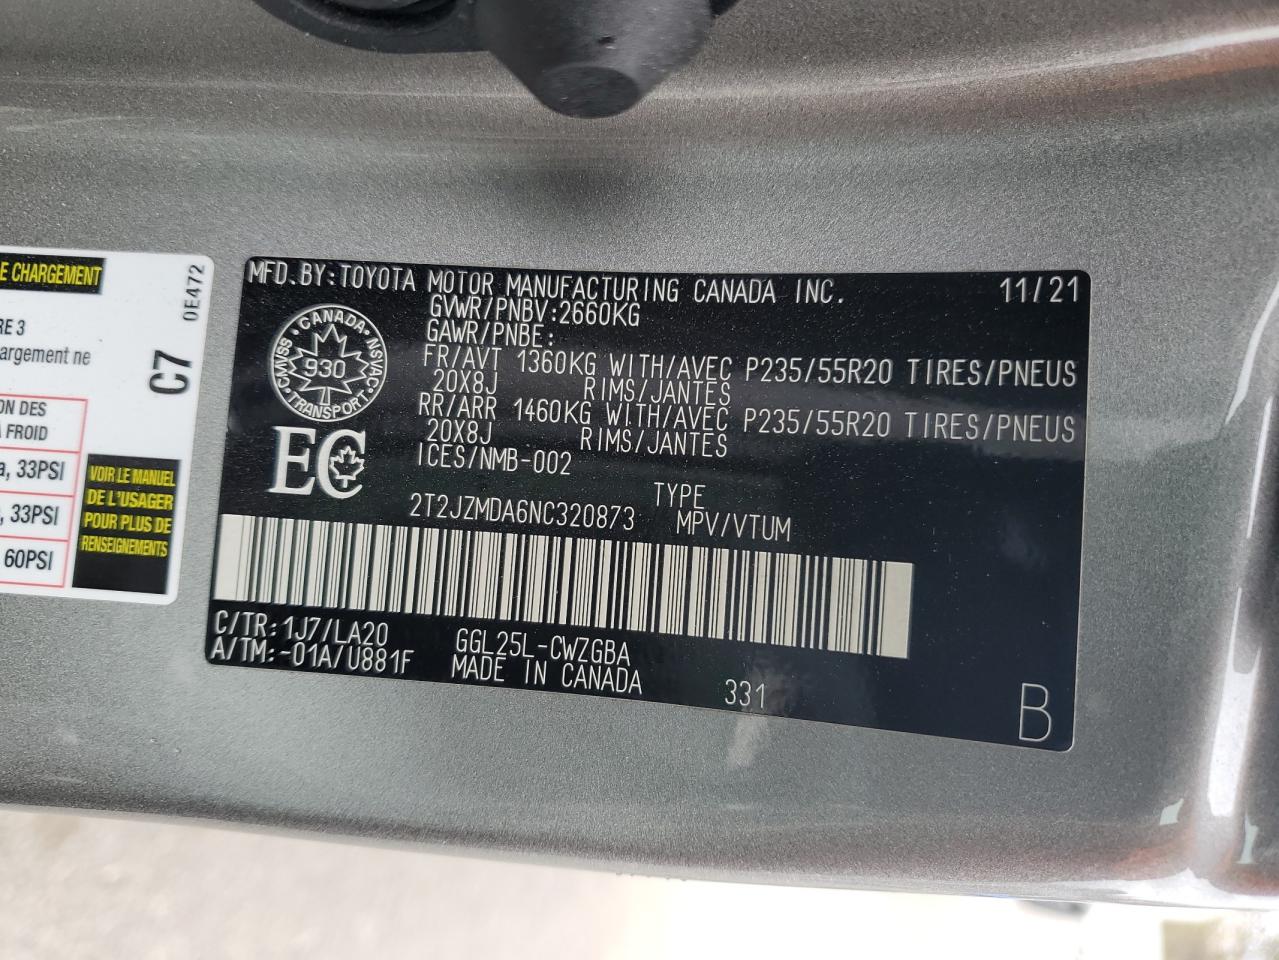 E CHARGEMENT
RE 3
argement ne
ON DES
A FROID
a, 33PSI
, 33PSI
60PSI
0E472
C7
VOIR LE MANUEL
DE L'USAGER
POUR PLUS DE
RENSEIGNEMENTS
MFD. BY: TOYOTA MOTOR MANUFACTURING CANADA INC. 11/21
GVWR/PNBV: 2660KG
GAWR/PNBE:
FR/AVT 1360KG WITH/AVEC P235/55R20 TIRES/PNEUS
20X8J RIMS/JANTES
RR/ARR 1460KG WITH/AVEC P235/55R20 TIRES/PNEUS
20X8J RIMS/JANTES
ICES/NMB-002
CANADA
CMVSS
930
NSVAC
TRANSPORT
EC
TYPE
2T2JZMDA6NC320873 MPV/VTUM
C/TR: 1J7/LA20 GGL25L-CWZGBA
A/TM: -01A/U881F MADE IN CANADA 331
B